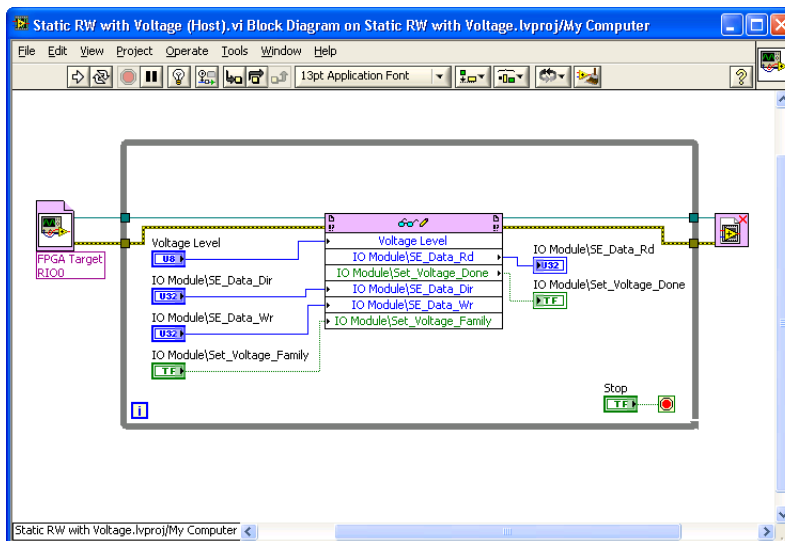 Static RW with Voltage (Host).vi Block Diagram on Static RW with Voltage.lvproj/My Computer
File Edit View Project Operate Tools Window Help
13pt Application Font
?
FPGA Target
RIO0
Voltage Level
U8
IO Module\SE_Data_Dir
U32
IO Module\SE_Data_Wr
U32
IO Module\Set_Voltage_Family
TF
Voltage Level
IO Module\SE_Data_Rd
IO Module\Set_Voltage_Done
IO Module\SE_Data_Dir
IO Module\SE_Data_Wr
IO Module\Set_Voltage_Family
IO Module\SE_Data_Rd
U32
IO Module\Set_Voltage_Done
TF
Stop
TF
i
Static RW with Voltage.lvproj/My Computer